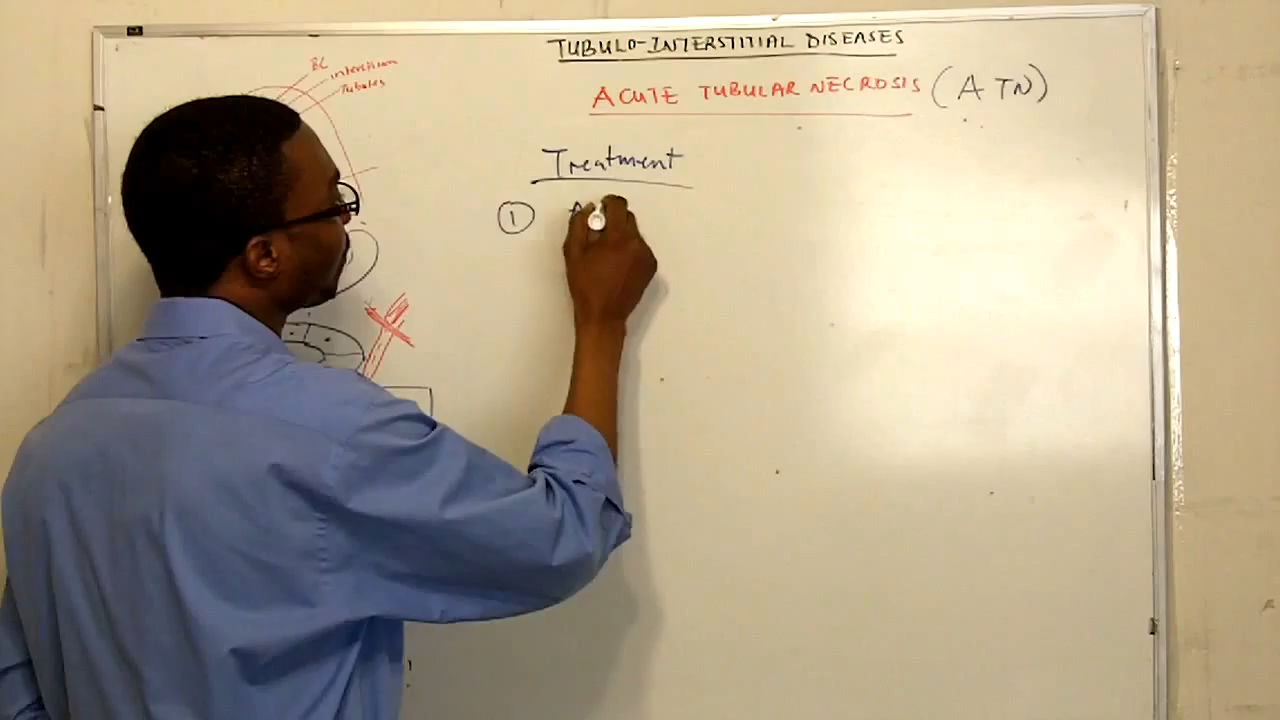 TUBULO-INTERSTITIAL DISEASES
ACUTE TUBULAR NECROSIS (ATN)
BC
interstitium
Tubules
Treatment
1